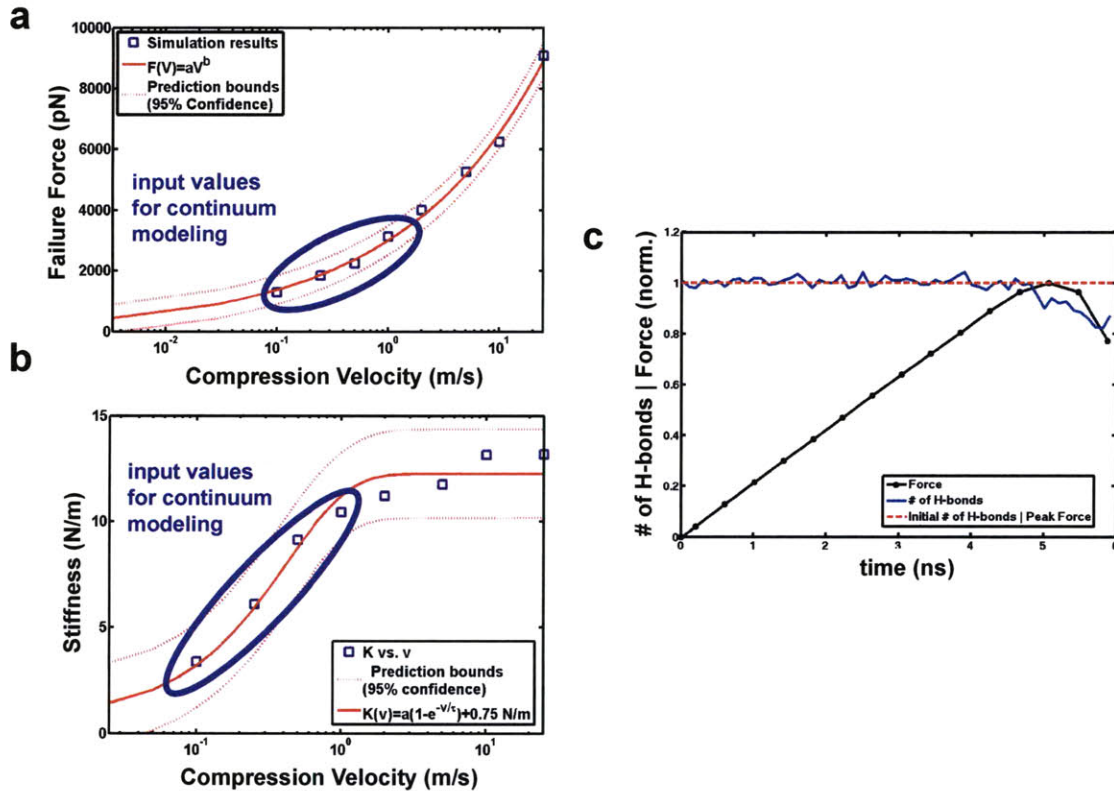 a
10000
8000
6000
4000
2000
0
Failure Force (pN)
Simulation results
F(V)=aV^b
Prediction bounds
(95% Confidence)
input values
for continuum
modeling
10^-2
10^-1
10^0
10^1
Compression Velocity (m/s)
b
15
10
5
0
Stiffness (N/m)
input values
for continuum
modeling
K vs. v
Prediction bounds
(95% confidence)
K(v)=a(1-e^-v/τ)+0.75 N/m
10^-1
10^0
10^1
Compression Velocity (m/s)
c
1.2
1
0.8
0.6
0.4
0.2
0
# of H-bonds | Force (norm.)
Force
# of H-bonds
Initial # of H-bonds | Peak Force
0
1
2
3
4
5
6
time (ns)